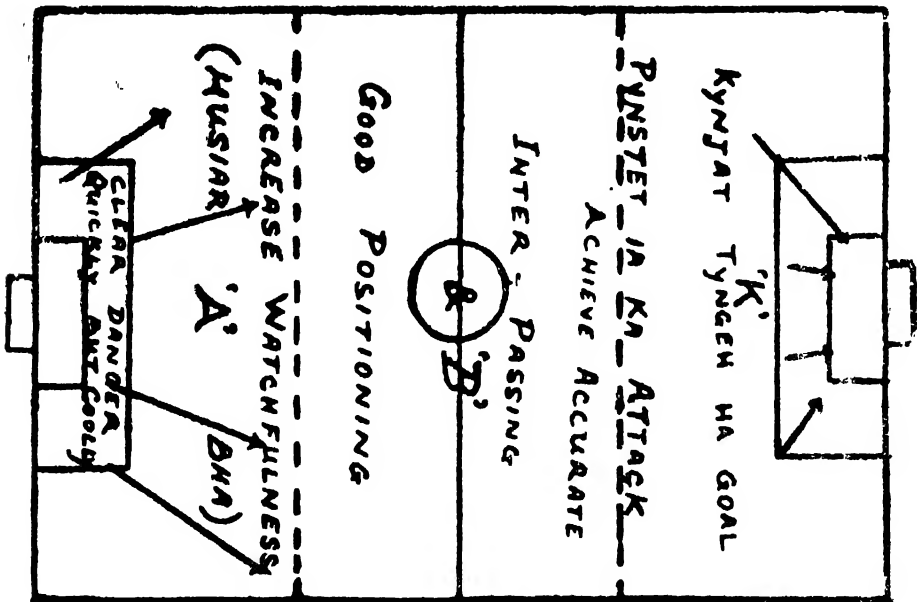 'K'
KYNJAT TYNGEH HA GOAL
PYNSTET IA KA ATTACK
ACHIEVE ACCURATE
INTER-PASSING
& 'B'
GOOD POSITIONING
INCREASE WATCHFULNESS
(HUSIAR 'A' BHA)
CLEAR DANGER
QUICKLY BUT COOLY